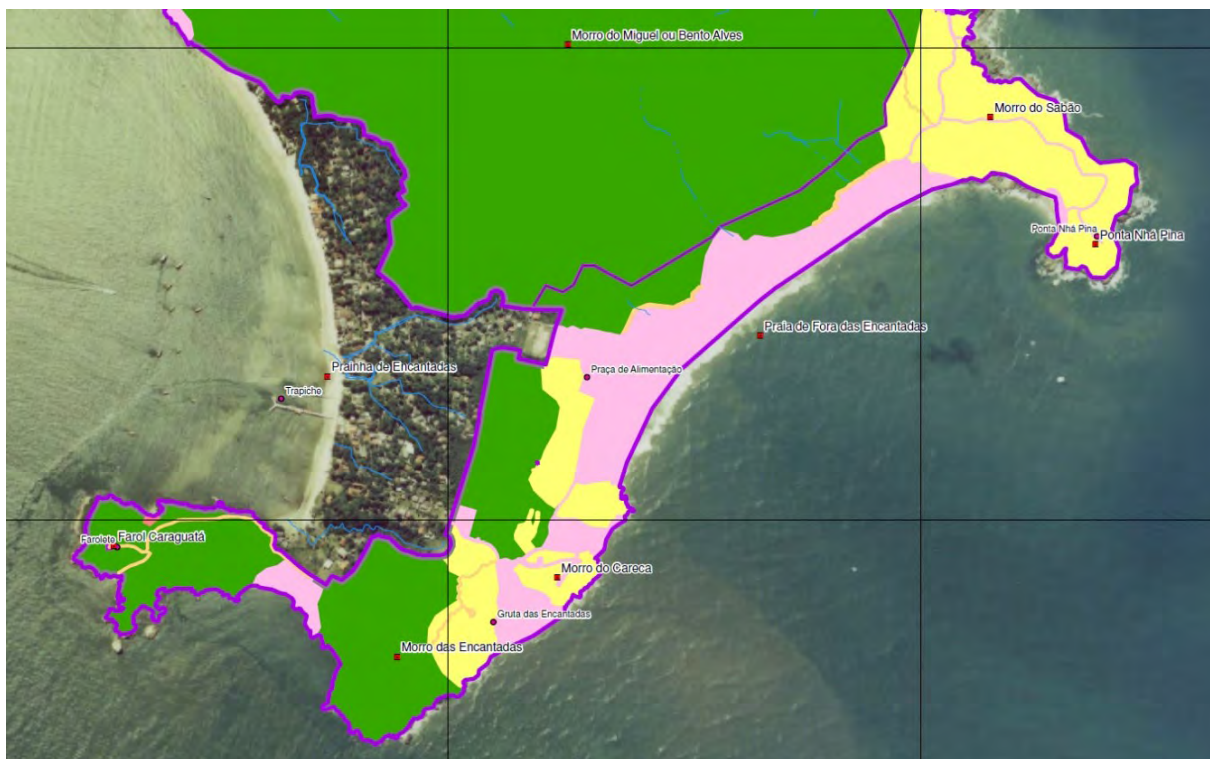 Morro do Miguel ou Bento Alves
Morro do Sabão
Ponta Nhá Pina
Ponta Nhá Pina
Praia de Fora das Encantadas
Prainha de Encantadas
Praça de Alimentação
Trapiche
Farolete
Farol Caraguatá
Morro do Careca
Gruta das Encantadas
Morro das Encantadas